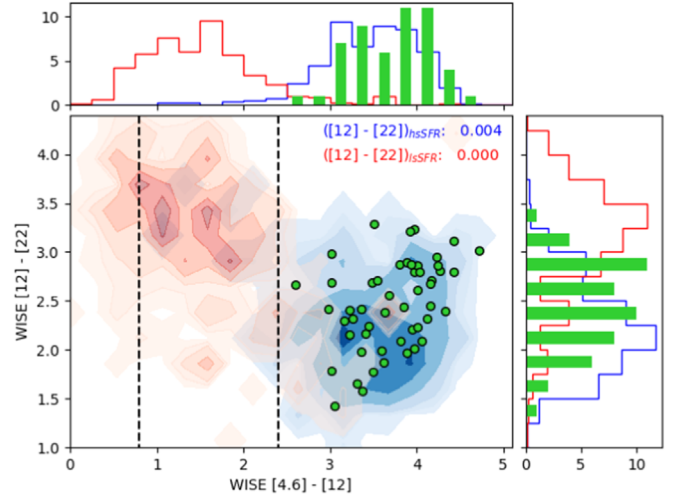 10
5
0
([12] - [22])hsSFR: 0.004
([12] - [22])lsSFR: 0.000
4.0
3.5
3.0
2.5
2.0
1.5
1.0
WISE [12] - [22]
0 1 2 3 4 5
0 5 10
WISE [4.6] - [12]